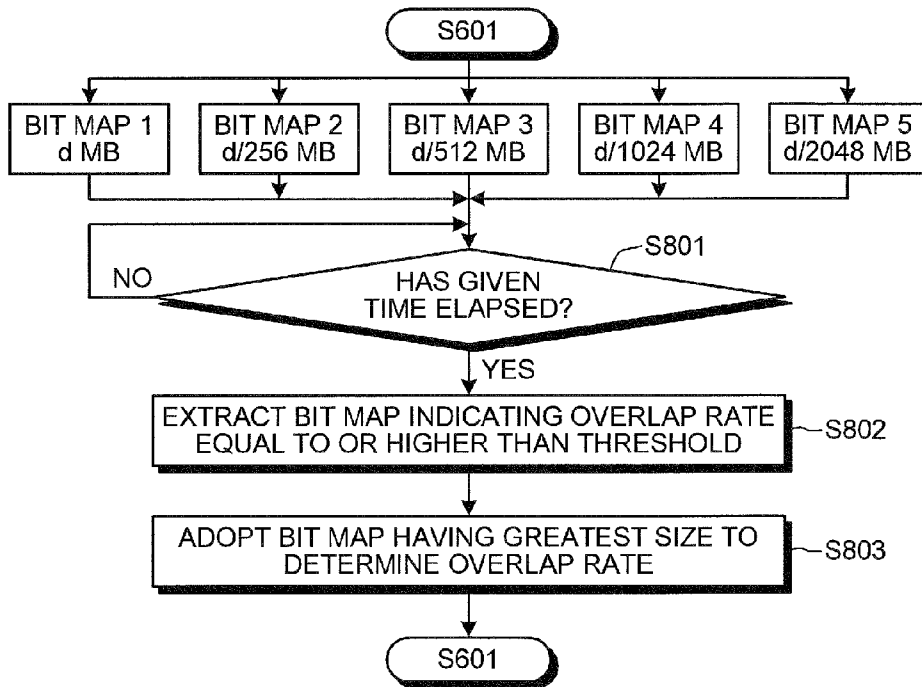 S601
BIT MAP 1
d MB
BIT MAP 2
d/256 MB
BIT MAP 3
d/512 MB
BIT MAP 4
d/1024 MB
BIT MAP 5
d/2048 MB
S801
NO
HAS GIVEN
TIME ELAPSED?
YES
EXTRACT BIT MAP INDICATING OVERLAP RATE
EQUAL TO OR HIGHER THAN THRESHOLD
S802
ADOPT BIT MAP HAVING GREATEST SIZE TO
DETERMINE OVERLAP RATE
S803
S601